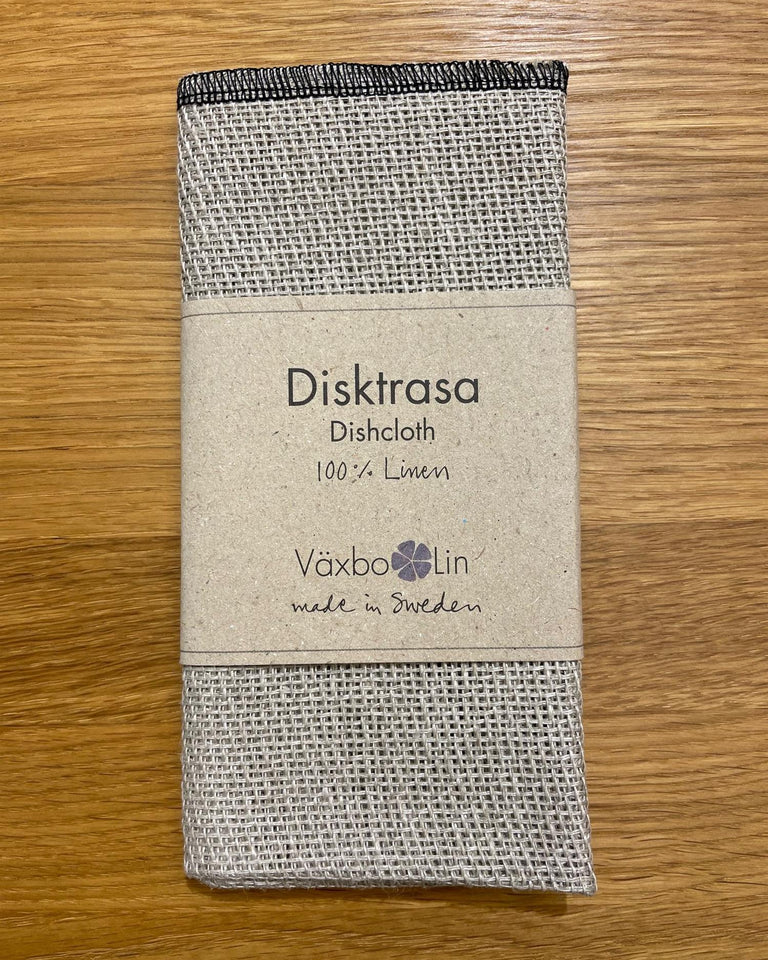 Disktrasa
Dishcloth
100% Linen
Växbo Lin
made in Sweden